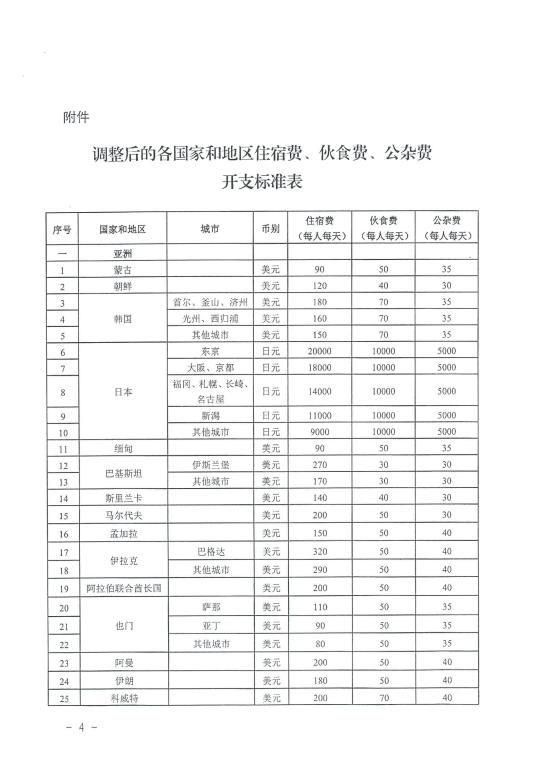 附件
调整后的各国家和地区住宿费、伙食费、公杂费
开支标准表
序号 国家和地区 城市 币别 住宿费（每人每天） 伙食费（每人每天） 公杂费（每人每天）
一 亚洲
1 蒙古 美元 90 50 35
2 朝鲜 美元 120 40 30
3 韩国 首尔、釜山、济州 美元 180 70 35
4 光州、西归浦 美元 160 70 35
5 其他城市 美元 150 70 35
6 日本 东京 日元 20000 10000 5000
7 大阪、京都 日元 18000 10000 5000
8 福冈、札幌、长崎、名古屋 日元 14000 10000 5000
9 新潟 日元 11000 10000 5000
10 其他城市 日元 9000 10000 5000
11 缅甸 美元 90 50 35
12 巴基斯坦 伊斯兰堡 美元 270 30 30
13 其他城市 美元 170 30 30
14 斯里兰卡 美元 140 40 30
15 马尔代夫 美元 200 50 30
16 孟加拉 美元 150 50 40
17 伊拉克 巴格达 美元 320 50 40
18 其他城市 美元 290 50 40
19 阿拉伯联合酋长国 美元 200 50 40
20 也门 萨那 美元 110 50 35
21 亚丁 美元 90 50 35
22 其他城市 美元 80 50 35
23 阿曼 美元 200 50 40
24 伊朗 美元 180 50 40
25 科威特 美元 200 70 40
- 4 -